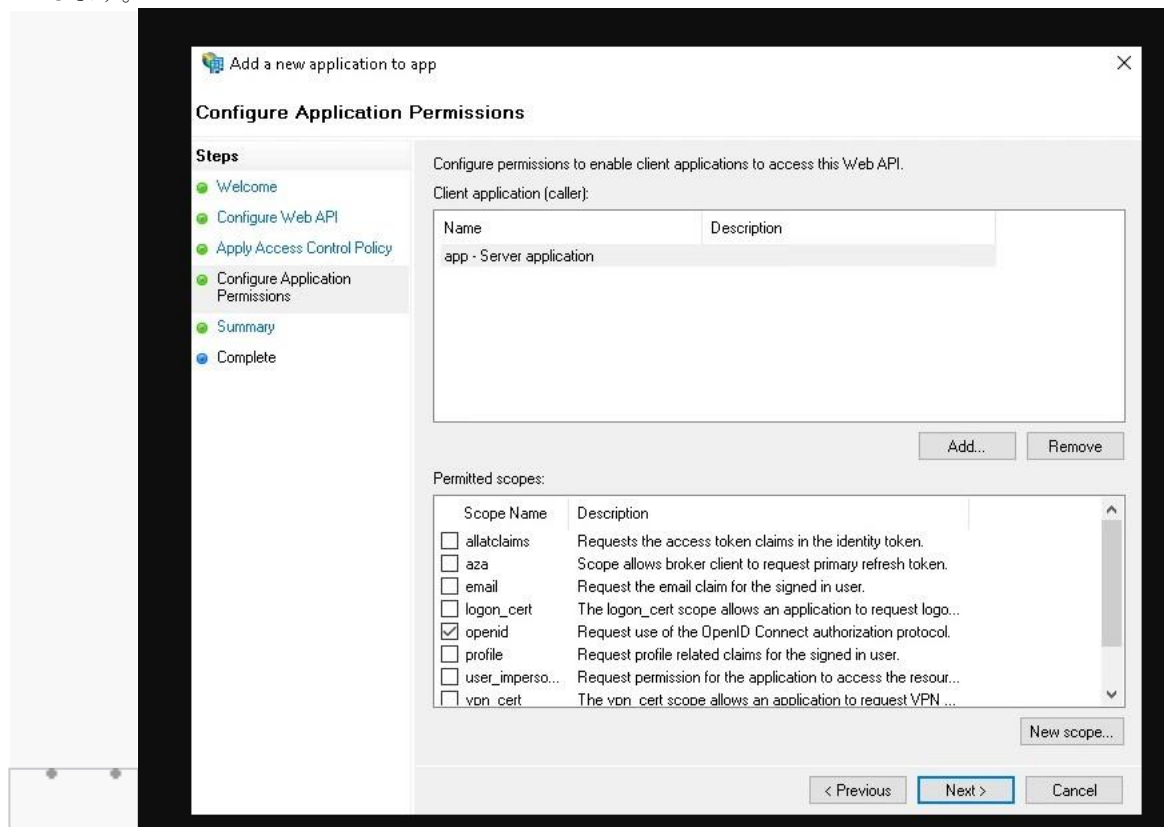 Add a new application to app
Configure Application Permissions
Steps
Welcome
Configure Web API
Apply Access Control Policy
Configure Application
Permissions
Summary
Complete
Configure permissions to enable client applications to access this Web API.
Client application (caller):
Name Description
app - Server application
Add... Remove
Permitted scopes:
Scope Name Description
allatclaims Requests the access token claims in the identity token.
aza Scope allows broker client to request primary refresh token.
email Request the email claim for the signed in user.
logon_cert The logon_cert scope allows an application to request logo...
openid Request use of the OpenID Connect authorization protocol.
profile Request profile related claims for the signed in user.
user_imperso... Request permission for the application to access the resour...
vpn_cert The vpn_cert scope allows an application to request VPN ...
New scope...
< Previous Next > Cancel